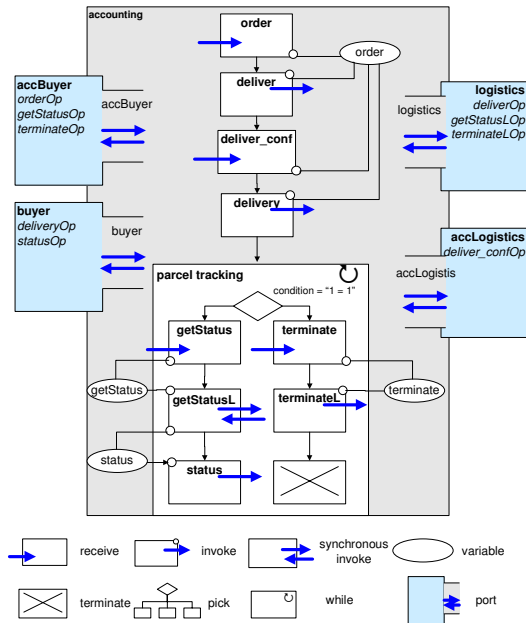 accounting
order
order
deliver
deliver_conf
delivery
accBuyer
orderOp
getStatusOp
terminateOp
accBuyer
buyer
deliveryOp
statusOp
buyer
logistics
deliverOp
getStatusLOp
terminateLOp
logistics
accLogistics
deliver_confOp
accLogistis
parcel tracking
condition = "1 = 1"
getStatus
terminate
getStatus
getStatusL
terminateL
terminate
status
status
receive
invoke
synchronous
invoke
variable
terminate
pick
while
port